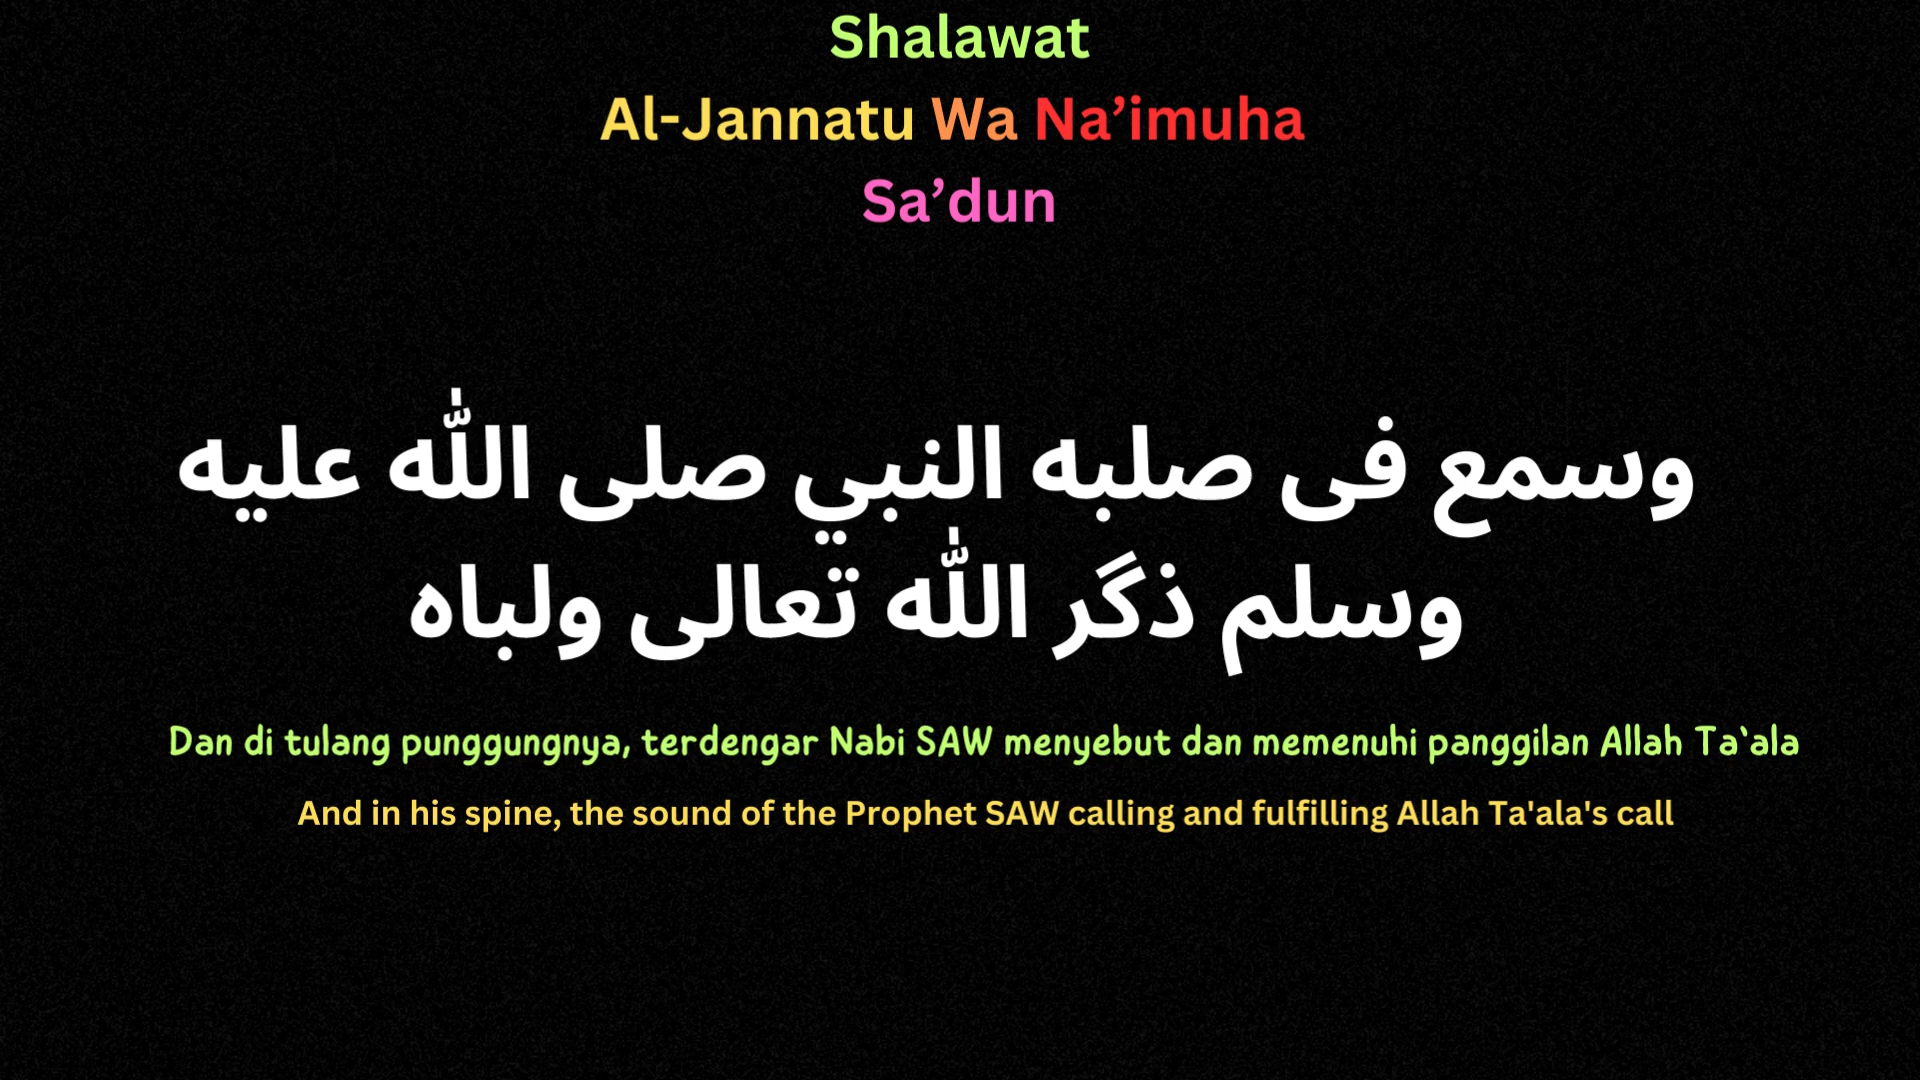 Shalawat
Al-Jannatu Wa Na’imuha
Sa’dun
وسمع فى صلبه النبي صلى الله عليه
وسلم ذگر الله تعالى ولباه
Dan di tulang punggungnya, terdengar Nabi SAW menyebut dan memenuhi panggilan Allah Ta`ala
And in his spine, the sound of the Prophet SAW calling and fulfilling Allah Ta'ala's call